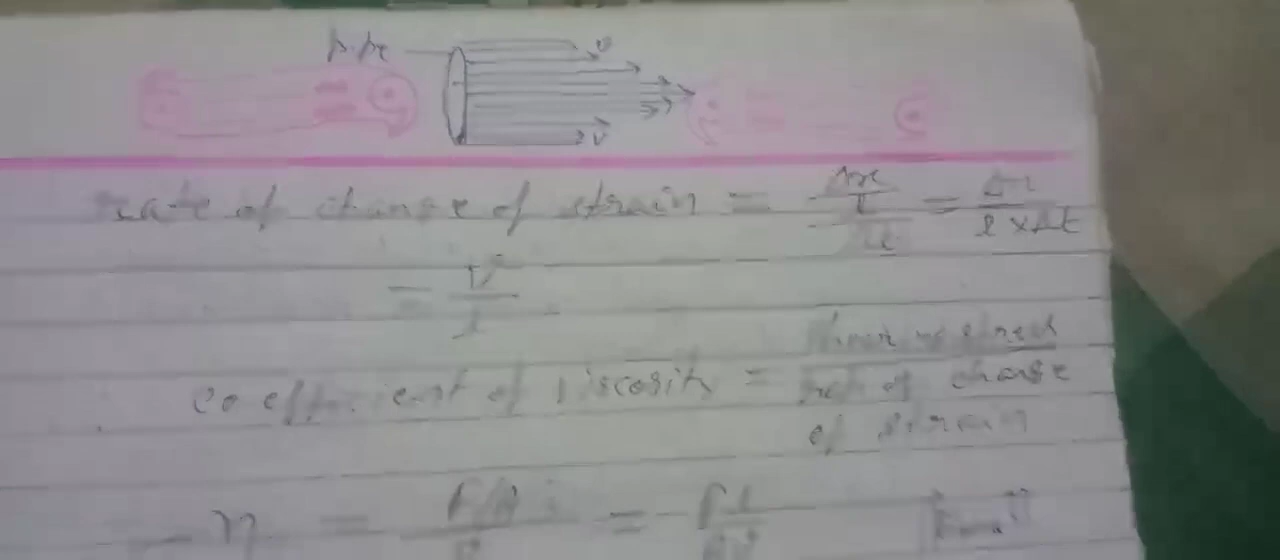 pipe
v
v
rate of change of strain = Δx/l / Δt = Δx / l × Δt
= v / l
coefficient of viscosity = shearing stress / rate of change of strain
η = F/A / v = F l / A v